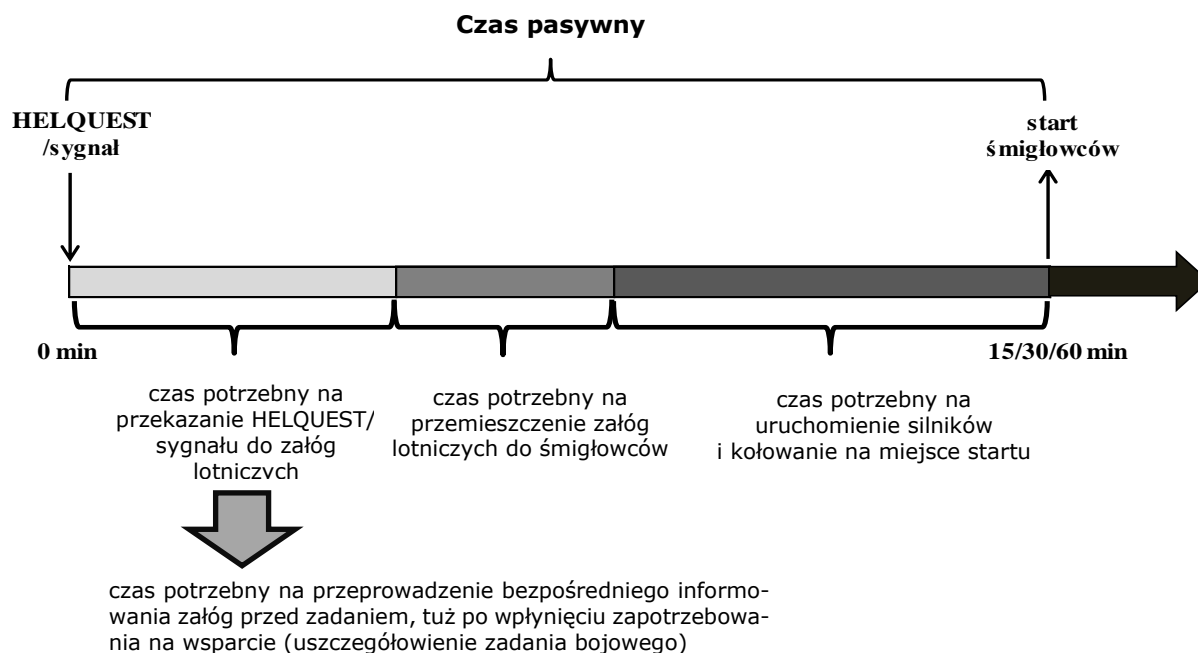 Czas pasywny
HELQUEST
/sygnał
start
śmigłowców
0 min
15/30/60 min
czas potrzebny na
przekazanie HELQUEST/
sygnału do załóg
lotniczych
czas potrzebny na
przemieszczenie załóg
lotniczych do śmigłowców
czas potrzebny na
uruchomienie silników
i kołowanie na miejsce startu
czas potrzebny na przeprowadzenie bezpośredniego informo-
wania załóg przed zadaniem, tuż po wpłynięciu zapotrzebowa-
nia na wsparcie (uszczegółowienie zadania bojowego)